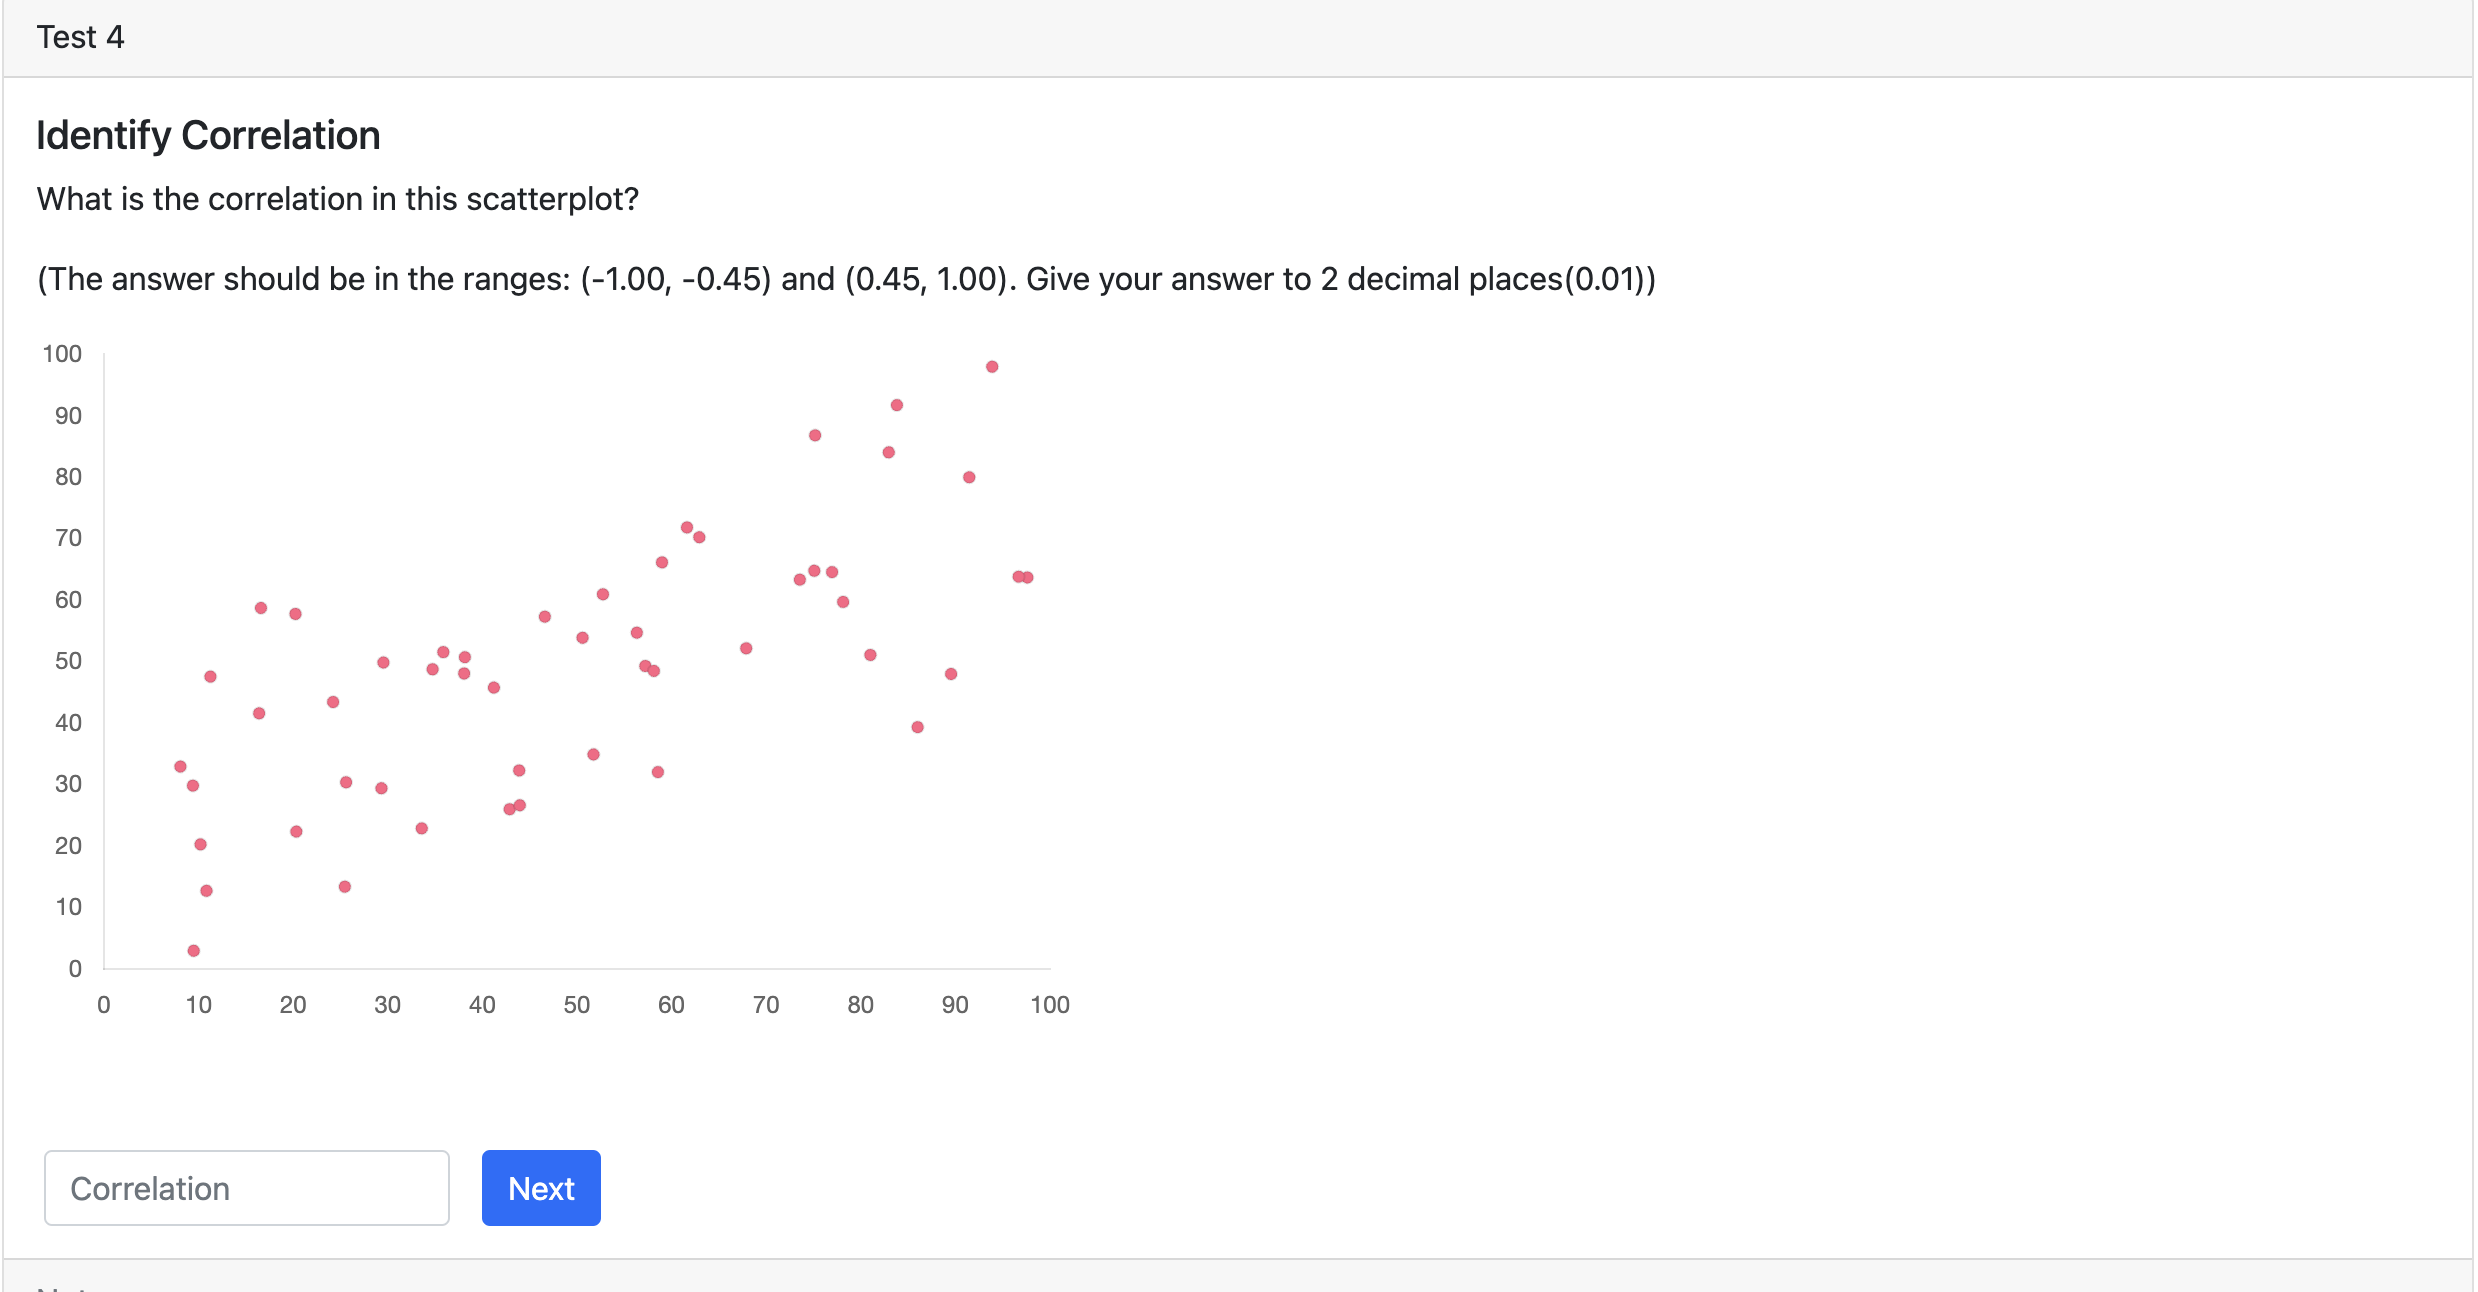 Test 4
Identify Correlation
What is the correlation in this scatterplot?
(The answer should be in the ranges: (-1.00, -0.45) and (0.45, 1.00). Give your answer to 2 decimal places(0.01))
100
90
80
70
60
50
40
30
20
10
0
0 10 20 30 40 50 60 70 80 90 100
Correlation
Next